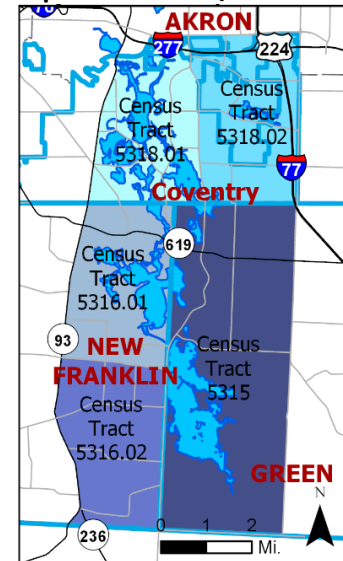 AKRON
76
277
224
Census
Tract
5318.01
Census
Tract
5318.02
77
Coventry
619
Census
Tract
5316.01
93
NEW
FRANKLIN
Census
Tract
5315
Census
Tract
5316.02
GREEN
N
0 1 2
Mi.
236